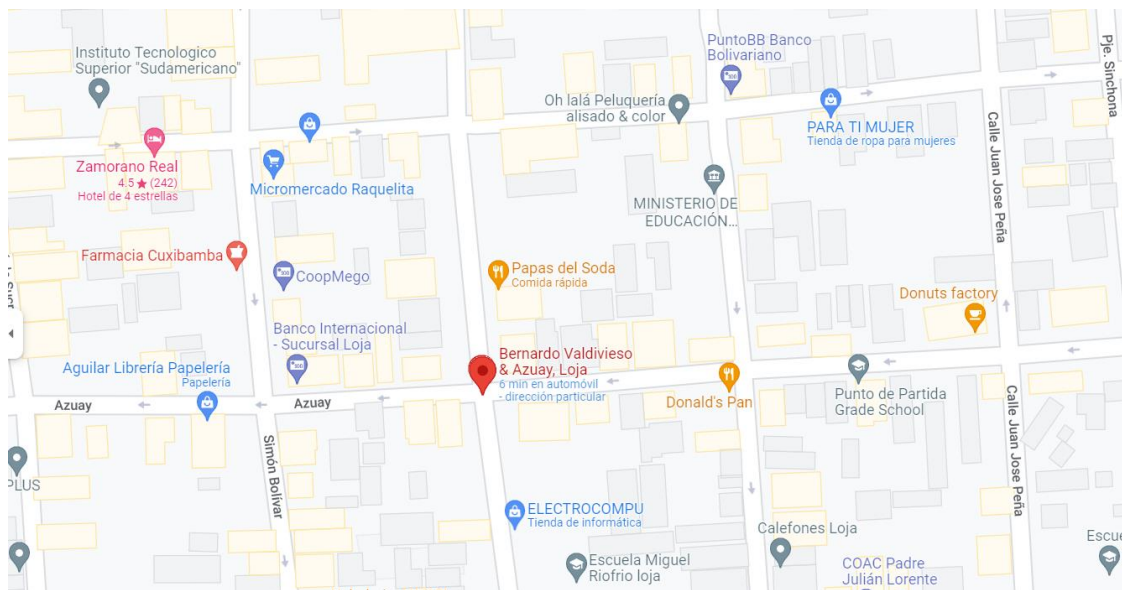 Instituto Tecnologico
Superior "Sudamericano"
PuntoBB Banco
Bolivariano
Pje. Sinchona
Oh lalá Peluquería
alisado & color
PARA TI MUJER
Tienda de ropa para mujeres
Calle Juan Jose Peña
Zamorano Real
4.5 ★ (242)
Hotel de 4 estrellas
Micromercado Raquelita
MINISTERIO DE
EDUCACIÓN...
Farmacia Cuxibamba
CoopMego
Papas del Soda
Comida rápida
Donuts factory
Banco Internacional
- Sucursal Loja
Bernardo Valdivieso
& Azuay, Loja
6 min en automóvil
- dirección particular
Aguilar Librería Papelería
Papelería
Azuay
Azuay
Donald's Pan
Punto de Partida
Grade School
Calle Juan Jose Peña
Simón Bolívar
PLUS
ELECTROCOMPU
Tienda de informática
Calefones Loja
Escue
Escuela Miguel
Riofrio loja
COAC Padre
Julián Lorente